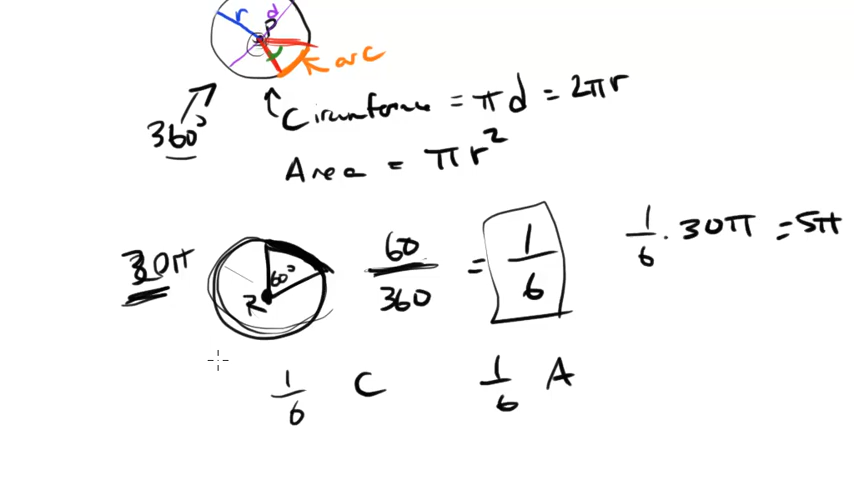 r d
P
arc
360°
Circumference = πd = 2πr
Area = πr²
30π
60°
R
60/360 = 1/6
1/6 · 30π = 5π
1/6 C 1/6 A